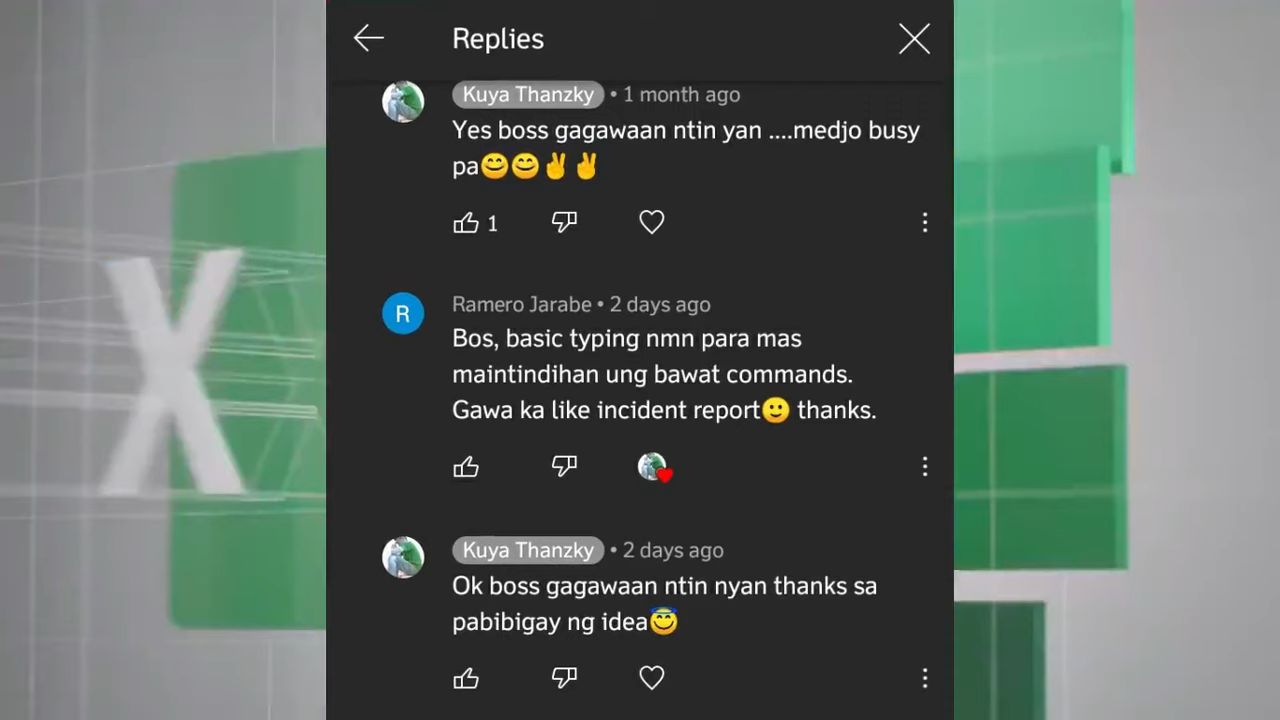 Replies
Kuya Thanzky • 1 month ago
Yes boss gagawaan ntin yan ....medjo busy
pa😊😊✌✌
1
Ramero Jarabe • 2 days ago
Bos, basic typing nmn para mas
maintindihan ung bawat commands.
Gawa ka like incident report🙂 thanks.
Kuya Thanzky • 2 days ago
Ok boss gagawaan ntin nyan thanks sa
pabibigay ng idea😇
X
R